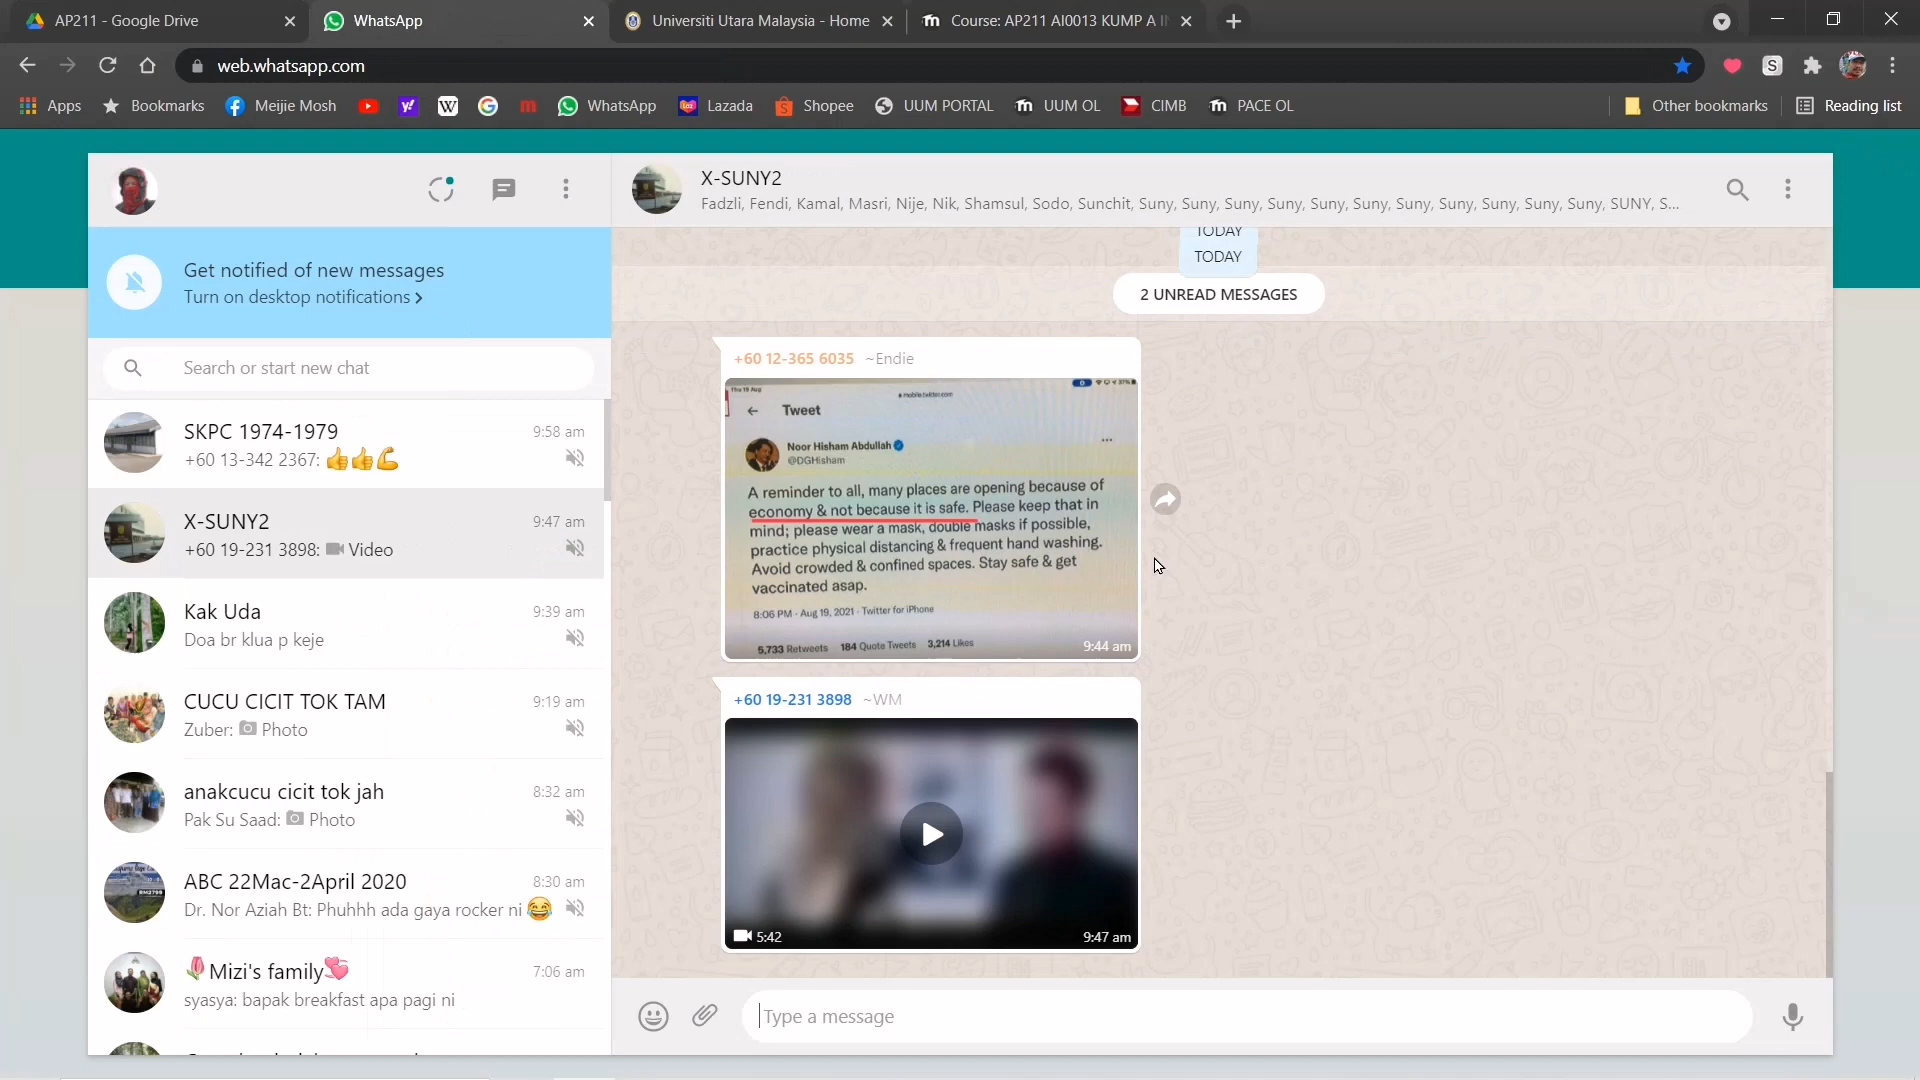 AP211 - Google Drive
WhatsApp
Universiti Utara Malaysia - Home
Course: AP211 AI0013 KUMP A
web.whatsapp.com
Apps
Bookmarks
Meijie Mosh
WhatsApp
Lazada
Shopee
UUM PORTAL
UUM OL
CIMB
PACE OL
Other bookmarks
Reading list
Get notified of new messages
Turn on desktop notifications >
Search or start new chat
SKPC 1974-1979
9:58 am
+60 13-342 2367: 👍👍💪
X-SUNY2
9:47 am
+60 19-231 3898: Video
Kak Uda
9:39 am
Doa br klua p keje
CUCU CICIT TOK TAM
9:19 am
Zuber: Photo
anakcucu cicit tok jah
8:32 am
Pak Su Saad: Photo
ABC 22Mac-2April 2020
8:30 am
Dr. Nor Aziah Bt: Phuhhh ada gaya rocker ni 😂
🌷Mizi's family💞
7:06 am
syasya: bapak breakfast apa pagi ni
X-SUNY2
Fadzli, Fendi, Kamal, Masri, Nije, Nik, Shamsul, Sodo, Sunchit, Suny, Suny, Suny, Suny, Suny, Suny, Suny, Suny, Suny, Suny, Suny, SUNY, S...
TODAY
TODAY
2 UNREAD MESSAGES
+60 12-365 6035 ~Endie
Thu 19 Aug
mobile.twitter.com
37%
Tweet
Noor Hisham Abdullah
@DGHisham
A reminder to all, many places are opening because of
economy & not because it is safe. Please keep that in
mind; please wear a mask, double masks if possible,
practice physical distancing & frequent hand washing.
Avoid crowded & confined spaces. Stay safe & get
vaccinated asap.
8:06 PM · Aug 19, 2021 · Twitter for iPhone
5,733 Retweets 184 Quote Tweets 3,214 Likes
9:44 am
+60 19-231 3898 ~WM
5:42
9:47 am
Type a message